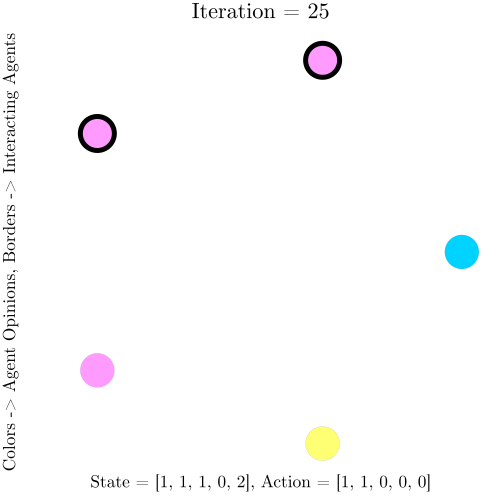 Iteration = 25
Colors -> Agent Opinions, Borders -> Interacting Agents
State = [1, 1, 1, 0, 2], Action = [1, 1, 0, 0, 0]